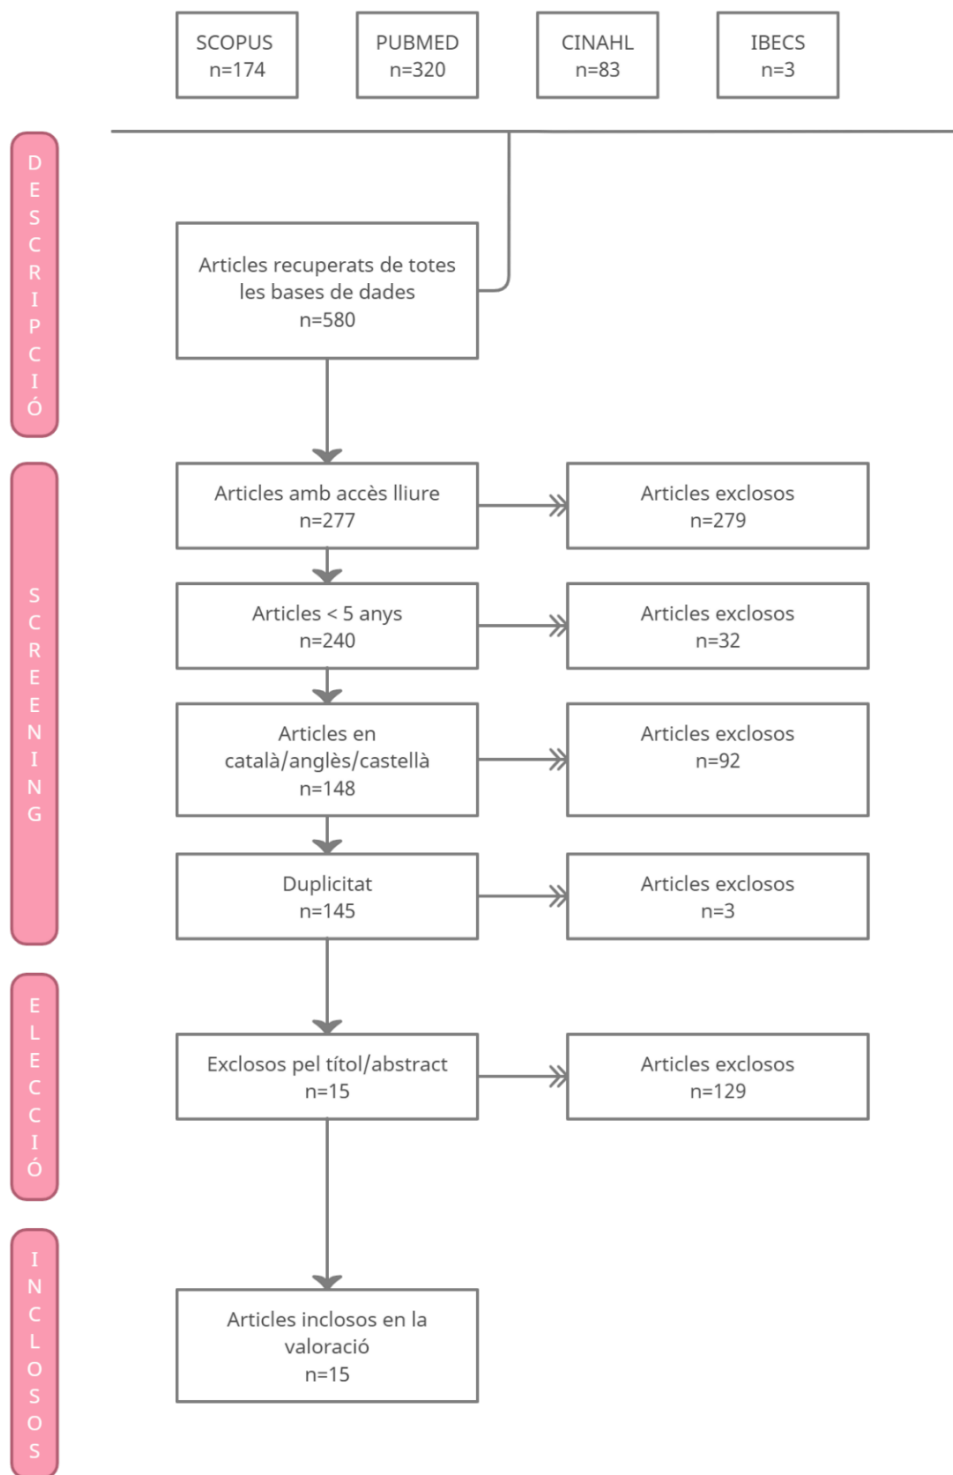 SCOPUS
n=174
PUBMED
n=320
CINAHL
n=83
IBECS
n=3
DESCRIPCIÓ
Articles recuperats de totes
les bases de dades
n=580
SCREENING
Articles amb accès lliure
n=277
Articles exclosos
n=279
Articles < 5 anys
n=240
Articles exclosos
n=32
Articles en
català/anglès/castellà
n=148
Articles exclosos
n=92
Duplicitat
n=145
Articles exclosos
n=3
ELECCIÓ
Exclosos pel títol/abstract
n=15
Articles exclosos
n=129
INCLOSOS
Articles inclosos en la
valoració
n=15